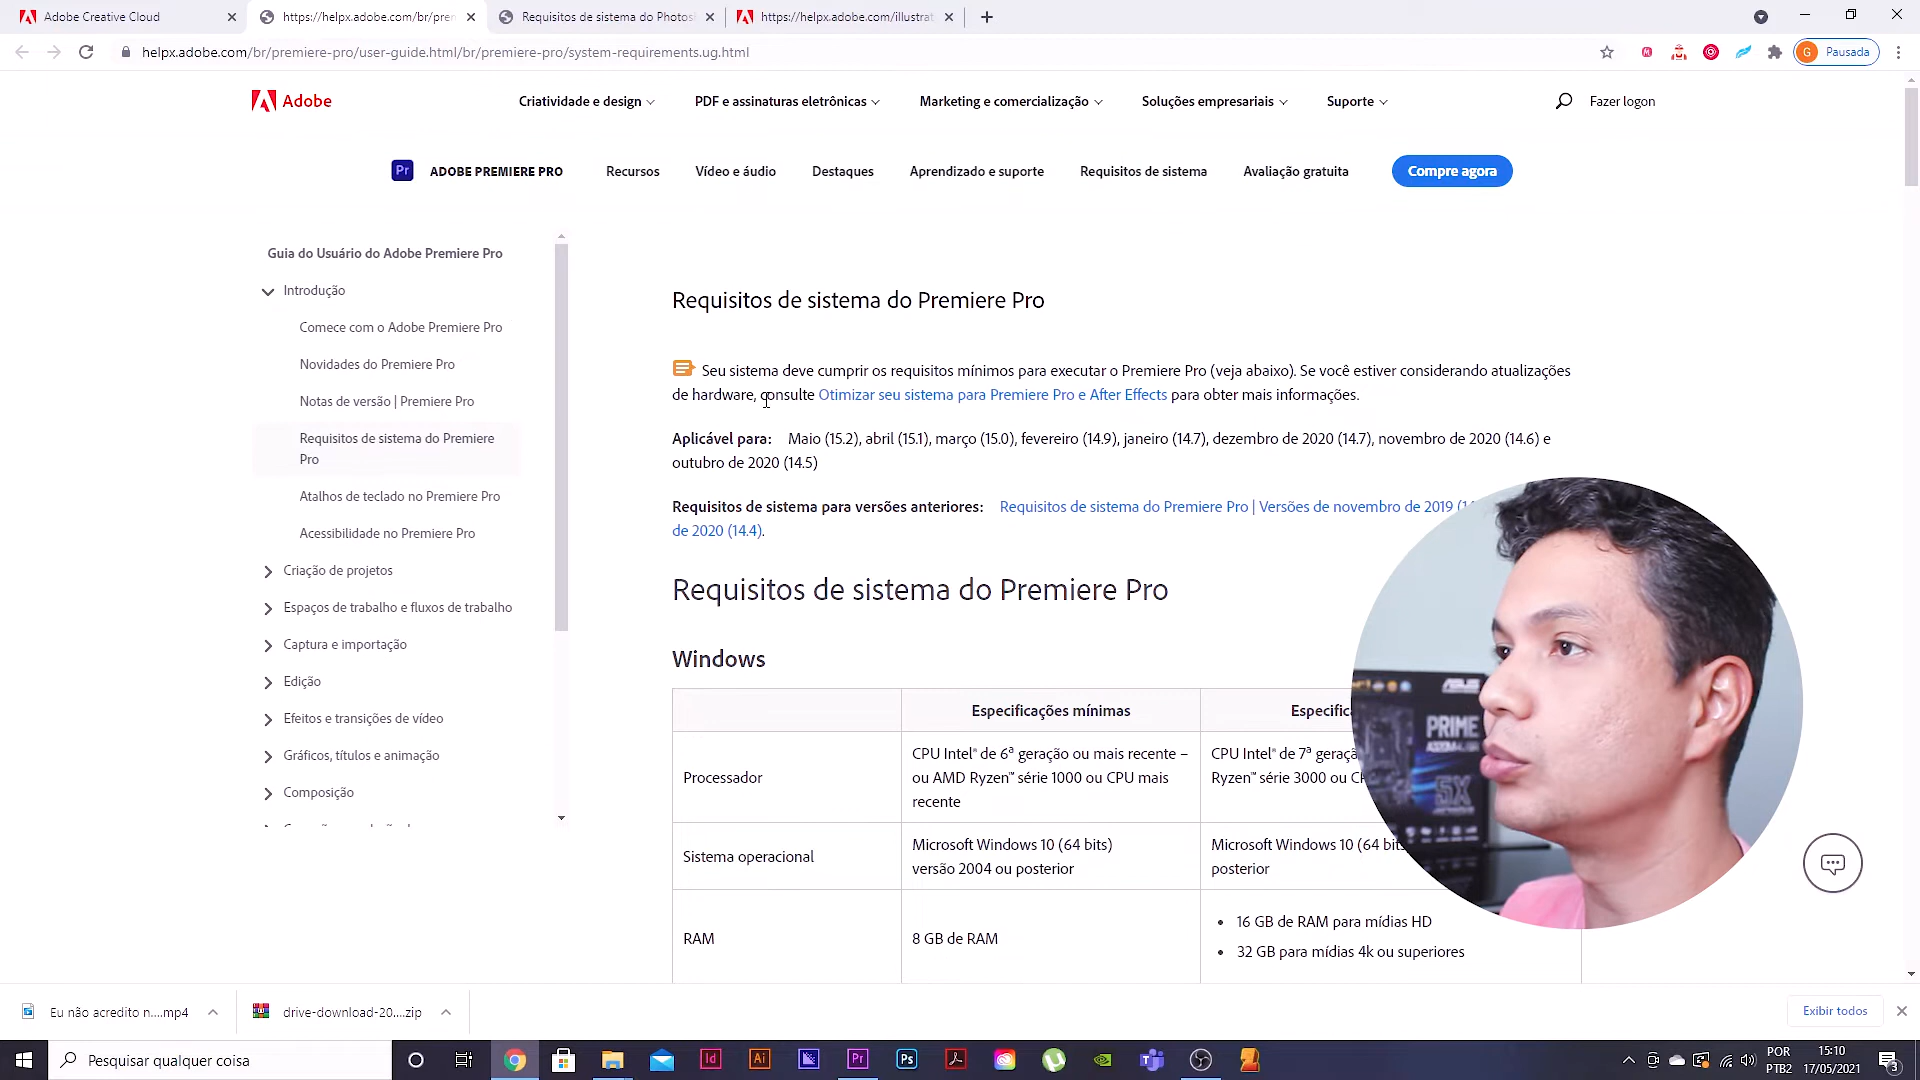 Adobe Creative Cloud
https://helpx.adobe.com/br/pren
Requisitos de sistema do Photos
https://helpx.adobe.com/illustrat
helpx.adobe.com/br/premiere-pro/user-guide.html/br/premiere-pro/system-requirements.ug.html
G Pausada
Adobe
Criatividade e design
PDF e assinaturas eletrônicas
Marketing e comercialização
Soluções empresariais
Suporte
Fazer logon
Pr ADOBE PREMIERE PRO
Recursos
Vídeo e áudio
Destaques
Aprendizado e suporte
Requisitos de sistema
Avaliação gratuita
Compre agora
Guia do Usuário do Adobe Premiere Pro
Introdução
Comece com o Adobe Premiere Pro
Novidades do Premiere Pro
Notas de versão | Premiere Pro
Requisitos de sistema do Premiere
Pro
Atalhos de teclado no Premiere Pro
Acessibilidade no Premiere Pro
Criação de projetos
Espaços de trabalho e fluxos de trabalho
Captura e importação
Edição
Efeitos e transições de vídeo
Gráficos, títulos e animação
Composição
Requisitos de sistema do Premiere Pro
Seu sistema deve cumprir os requisitos mínimos para executar o Premiere Pro (veja abaixo). Se você estiver considerando atualizações
de hardware, consulte Otimizar seu sistema para Premiere Pro e After Effects para obter mais informações.
Aplicável para: Maio (15.2), abril (15.1), março (15.0), fevereiro (14.9), janeiro (14.7), dezembro de 2020 (14.7), novembro de 2020 (14.6) e
outubro de 2020 (14.5)
Requisitos de sistema para versões anteriores: Requisitos de sistema do Premiere Pro | Versões de novembro de 2019
de 2020 (14.4).
Requisitos de sistema do Premiere Pro
Windows
Especificações mínimas
Processador
CPU Intel® de 6ª geração ou mais recente –
ou AMD Ryzen™ série 1000 ou CPU mais
recente
CPU Intel® de 7ª
Ryzen™ série 3000 ou
Sistema operacional
Microsoft Windows 10 (64 bits)
versão 2004 ou posterior
Microsoft Windows 10 (64
posterior
RAM
8 GB de RAM
16 GB de RAM para mídias HD
32 GB para mídias 4k ou superiores
ASUS
PRIME
5X
Eu não acredito n....mp4
drive-download-20....zip
Exibir todos
Pesquisar qualquer coisa
Id
Ai
Pr
Ps
POR
PTB2
15:10
17/05/2021
3